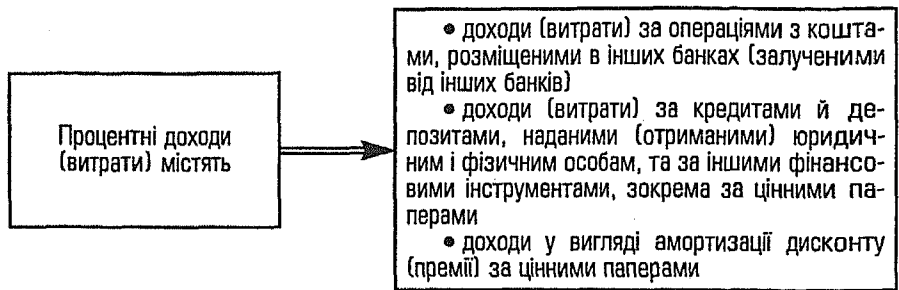 Процентні доходи
(витрати) містять
• доходи (витрати) за операціями з кошта-
ми, розміщеними в інших банках (залученими
від інших банків)
• доходи (витрати) за кредитами й де-
позитами, наданими (отриманими) юридич-
ним і фізичним особам, та за іншими фінансо-
вими інструментами, зокрема за цінними па-
перами
• доходи у вигляді амортизації дисконту
(премії) за цінними паперами